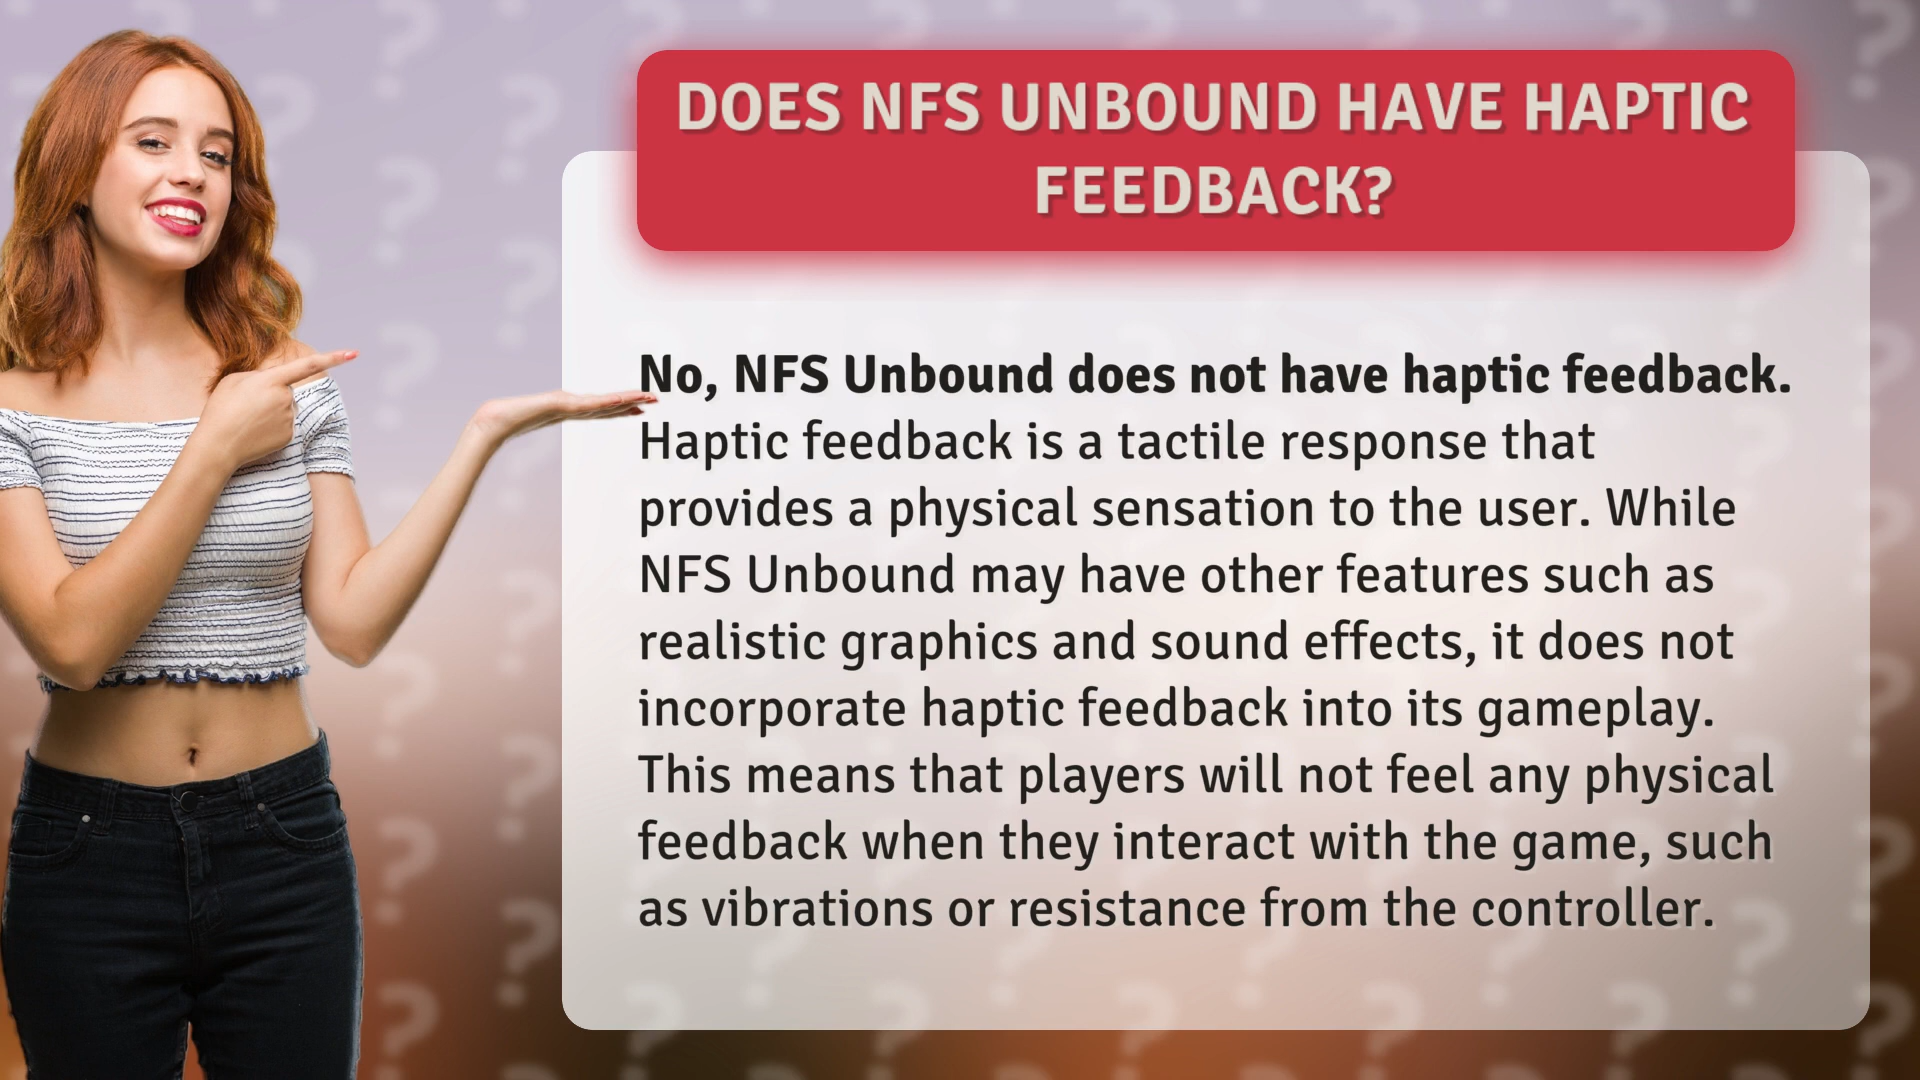 DOES NFS UNBOUND HAVE HAPTIC
FEEDBACK?
No, NFS Unbound does not have haptic feedback.
Haptic feedback is a tactile response that
provides a physical sensation to the user. While
NFS Unbound may have other features such as
realistic graphics and sound effects, it does not
incorporate haptic feedback into its gameplay.
This means that players will not feel any physical
feedback when they interact with the game, such
as vibrations or resistance from the controller.